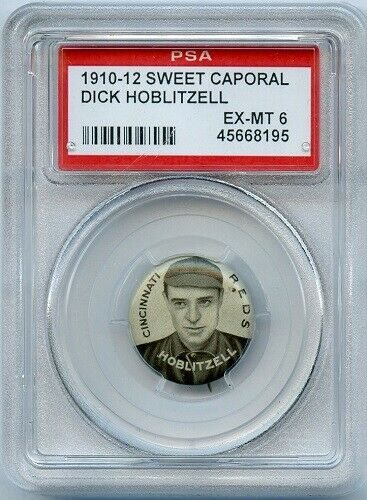 PSA
1910-12 SWEET CAPORAL
DICK HOBLITZELL
EX-MT 6
45668195
CINCINNATI
REDS
HOBLITZELL